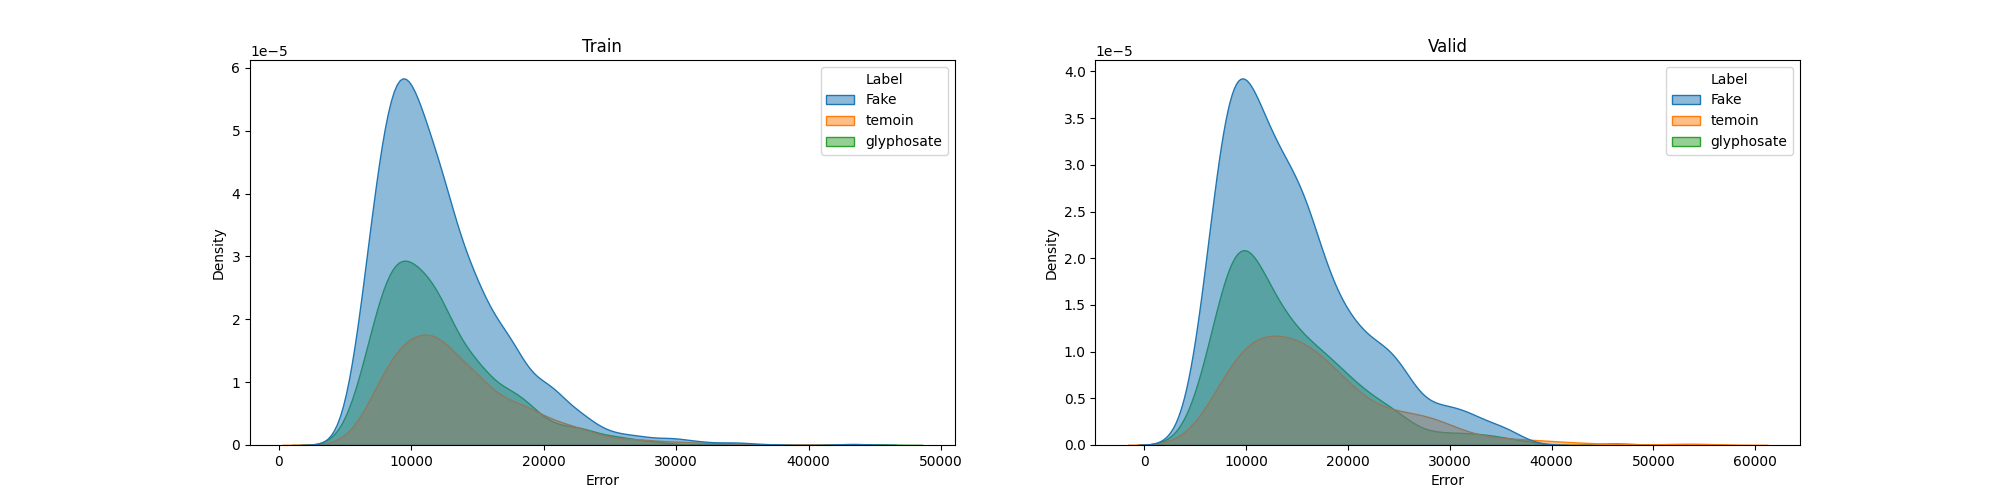 Train
1e−5
6
5
4
3
2
1
0
Density
0 10000 20000 30000 40000 50000
Error
Label
Fake
temoin
glyphosate
Valid
1e−5
4.0
3.5
3.0
2.5
2.0
1.5
1.0
0.5
0.0
Density
0 10000 20000 30000 40000 50000 60000
Error
Label
Fake
temoin
glyphosate